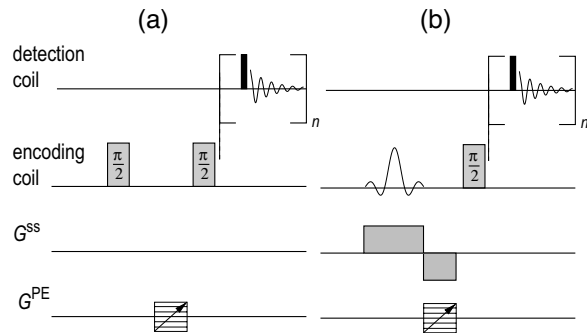 (a) (b)
detection
coil
n n
encoding
coil
π/2 π/2 π/2
G^ss
G^PE